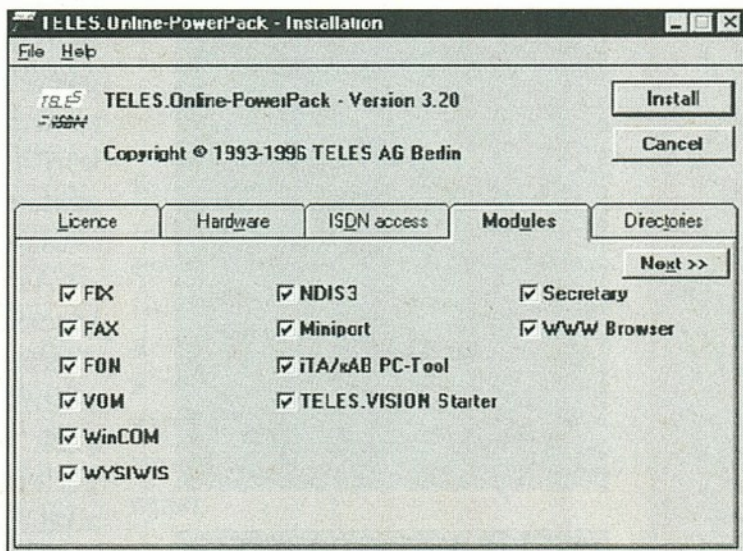 TELES.Online-PowerPack - Installation
File Help
TELES
ISDN
TELES.Online-PowerPack - Version 3.20
Copyright © 1993-1996 TELES AG Berlin
Install
Cancel
Licence Hardware ISDN access Modules Directories
Next >>
FIX NDIS3 Secretary
FAX Miniport WWW Browser
FON iTA/xAB PC-Tool
VOM TELES.VISION Starter
WinCOM
WYSIWIS